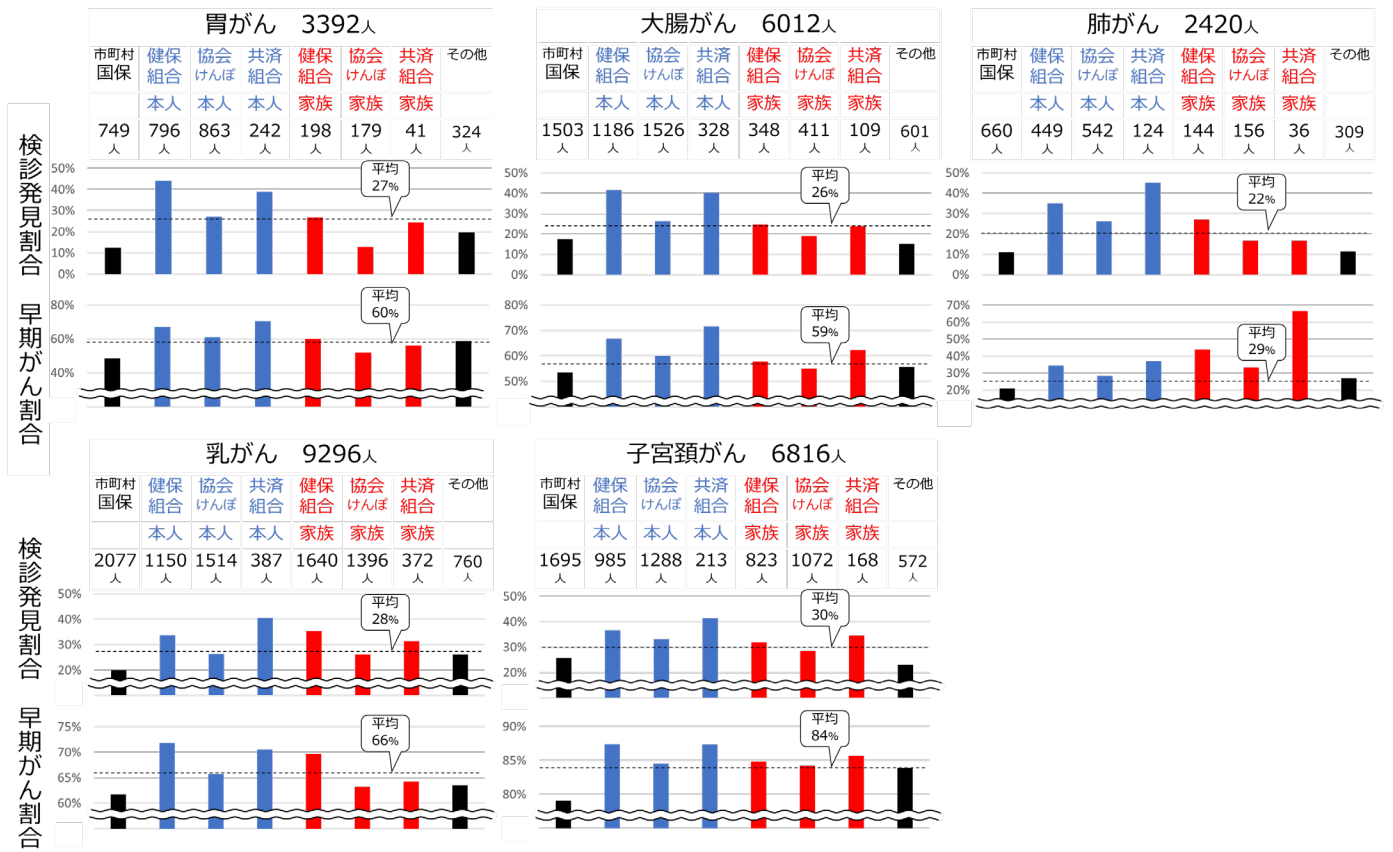 胃がん 3392人
市町村国保 健保組合 協会けんぽ 共済組合 健保組合 協会けんぽ 共済組合 その他
本人 本人 本人 家族 家族 家族
749人 796人 863人 242人 198人 179人 41人 324人
検診発見割合
50%
40%
30%
20%
10%
0%
平均
27%
早期がん割合
80%
60%
40%
平均
60%
大腸がん 6012人
市町村国保 健保組合 協会けんぽ 共済組合 健保組合 協会けんぽ 共済組合 その他
本人 本人 本人 家族 家族 家族
1503人 1186人 1526人 328人 348人 411人 109人 601人
50%
40%
30%
20%
10%
0%
平均
26%
80%
70%
60%
50%
平均
59%
肺がん 2420人
市町村国保 健保組合 協会けんぽ 共済組合 健保組合 協会けんぽ 共済組合 その他
本人 本人 本人 家族 家族 家族
660人 449人 542人 124人 144人 156人 36人 309人
50%
40%
30%
20%
10%
0%
平均
22%
70%
60%
50%
40%
30%
20%
平均
29%
乳がん 9296人
市町村国保 健保組合 協会けんぽ 共済組合 健保組合 協会けんぽ 共済組合 その他
本人 本人 本人 家族 家族 家族
2077人 1150人 1514人 387人 1640人 1396人 372人 760人
検診発見割合
50%
40%
30%
20%
平均
28%
早期がん割合
75%
70%
65%
60%
平均
66%
子宮頚がん 6816人
市町村国保 健保組合 協会けんぽ 共済組合 健保組合 協会けんぽ 共済組合 その他
本人 本人 本人 家族 家族 家族
1695人 985人 1288人 213人 823人 1072人 168人 572人
50%
40%
30%
20%
平均
30%
90%
85%
80%
平均
84%